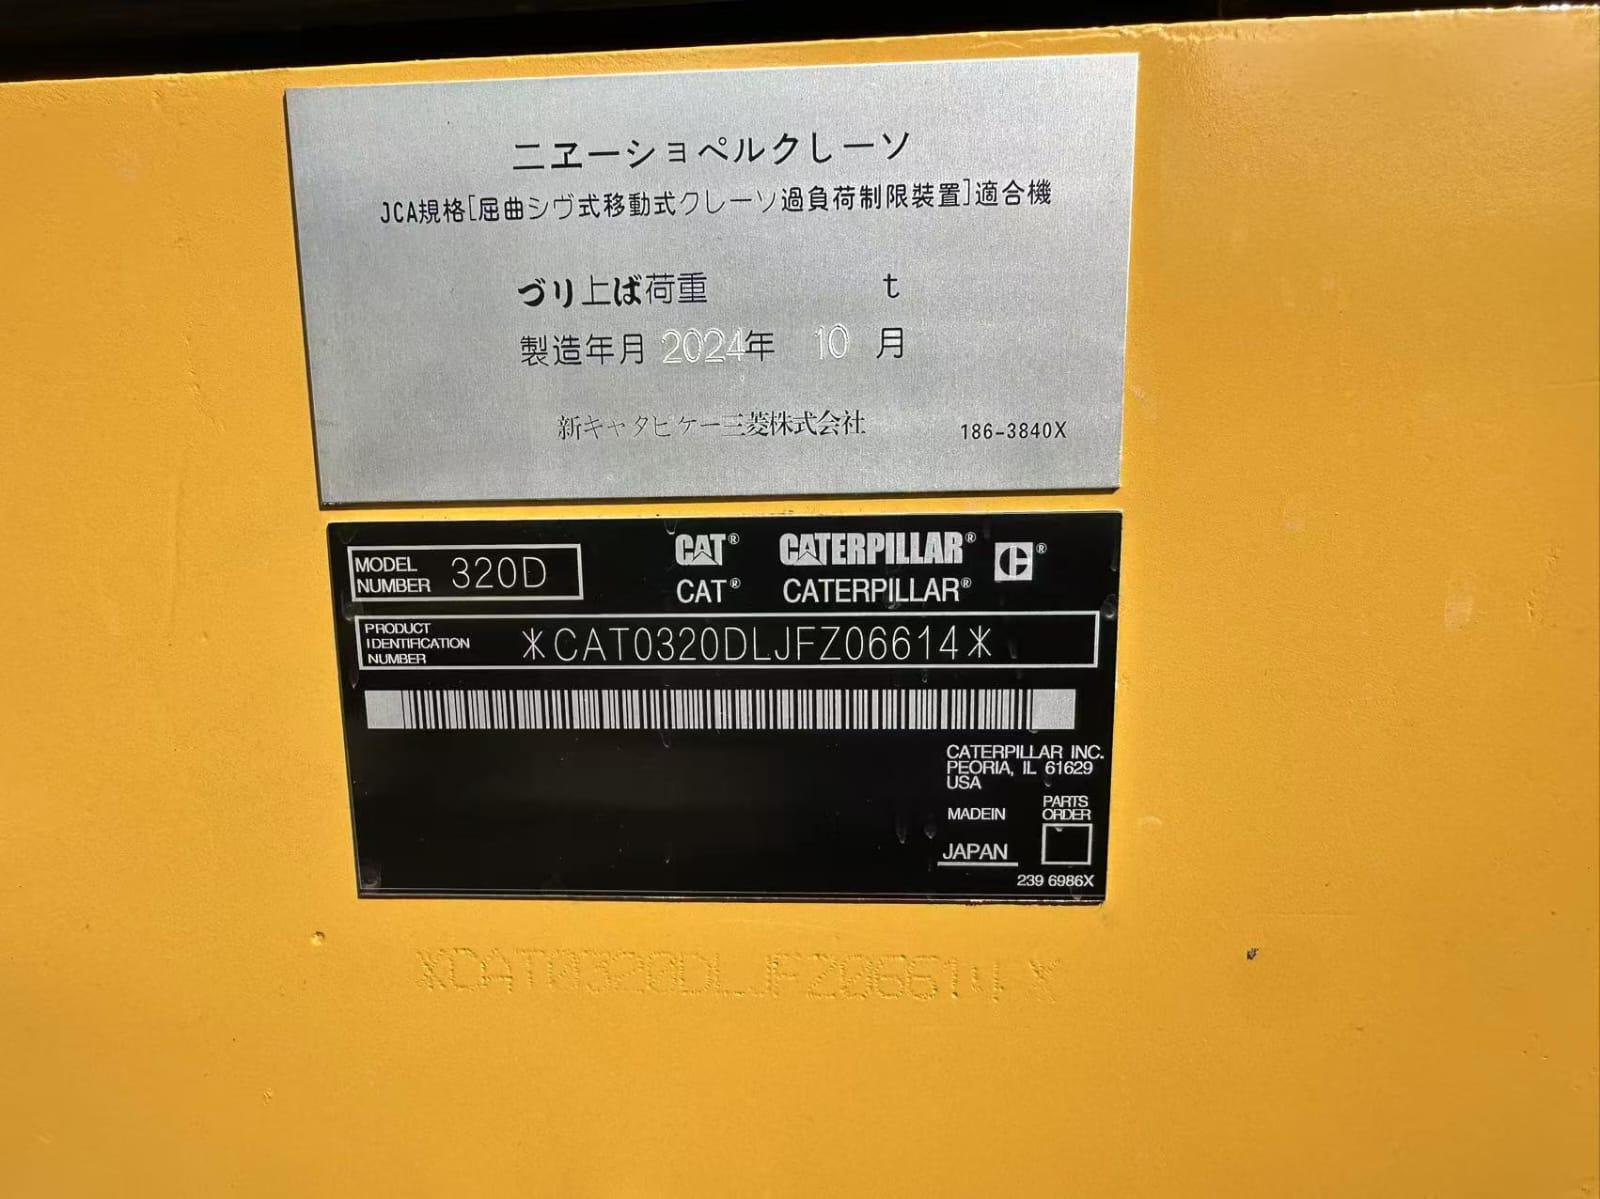 二ヱーショペルクレーソ
JCA規格[屈曲シヴ式移動式クレーソ過負荷制限装置]適合機
づリ上ば荷重 t
製造年月 2024年 10 月
新キャタピケー三菱株式会社 186-3840X
MODEL NUMBER 320D
CAT® CATERPILLAR® C®
CAT® CATERPILLAR®
PRODUCT IDENTIFICATION NUMBER *CAT0320DLJFZ06614*
CATERPILLAR INC.
PEORIA, IL 61629
USA
MADEIN PARTS ORDER
JAPAN
239 6986X
*CAT0320DLJFZ06614*